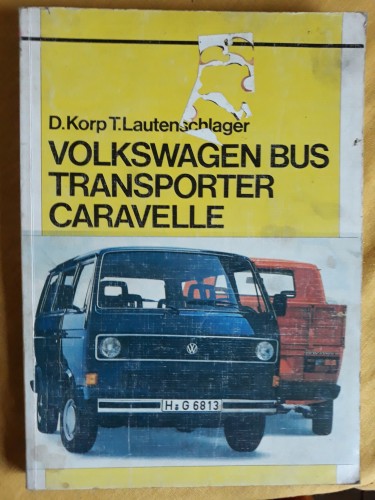 D.Korp T.Lautenschlager
VOLKSWAGEN BUS
TRANSPORTER
CARAVELLE
H G 6813